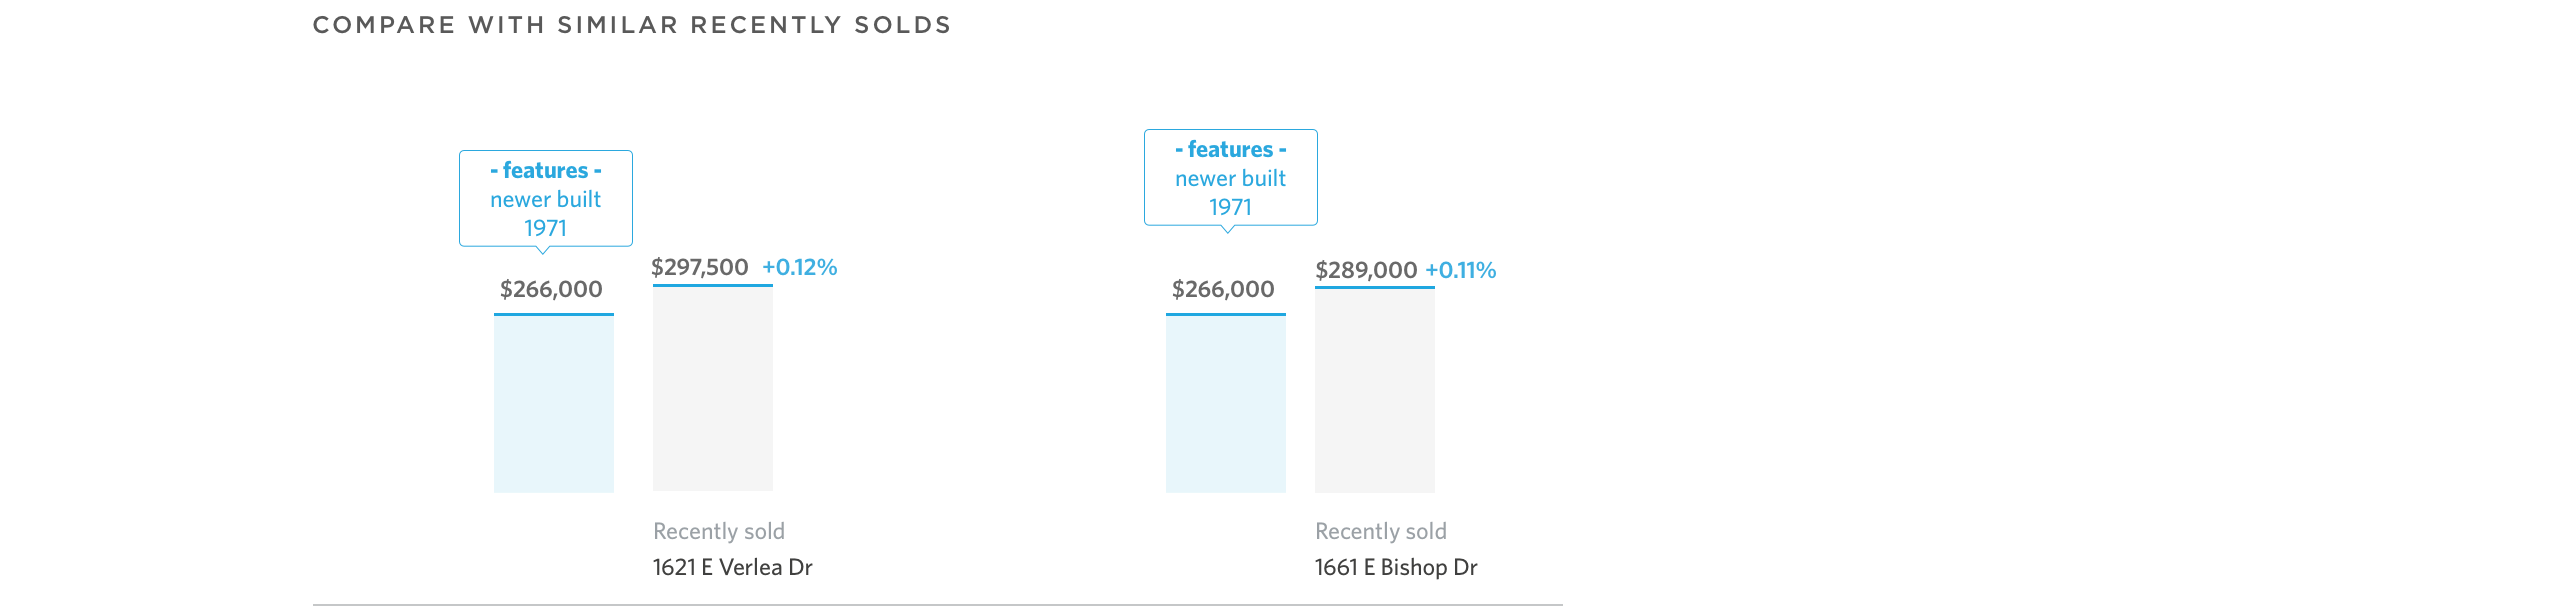 COMPARE WITH SIMILAR RECENTLY SOLDS
- features -
newer built
1971
$266,000
$297,500 +0.12%
Recently sold
1621 E Verlea Dr
- features -
newer built
1971
$266,000
$289,000 +0.11%
Recently sold
1661 E Bishop Dr